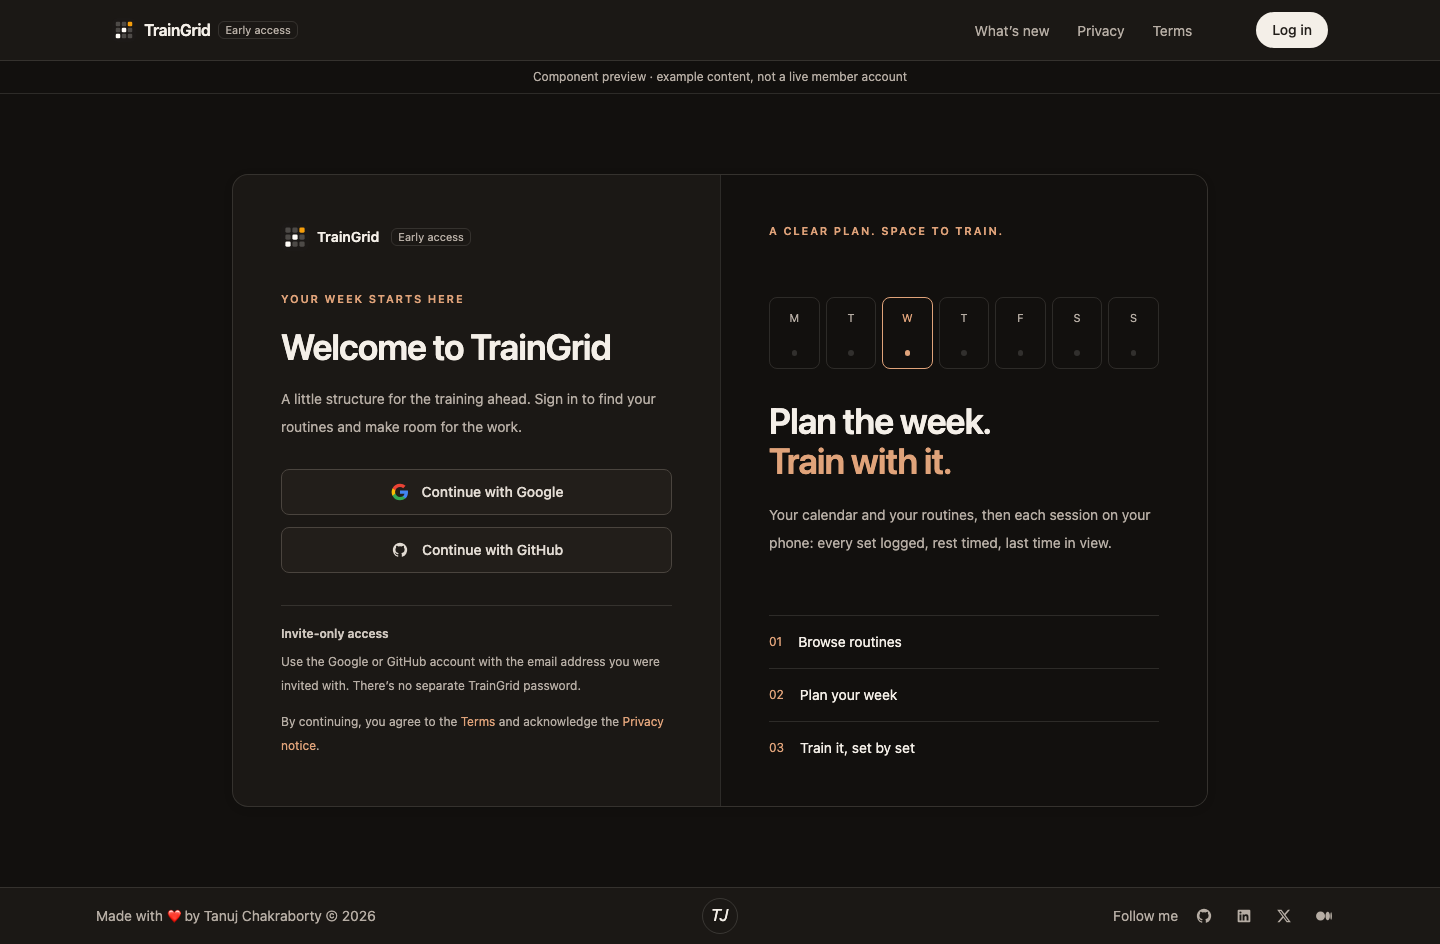 TrainGrid Early access
What's new Privacy Terms Log in
Component preview · example content, not a live member account
TrainGrid Early access
YOUR WEEK STARTS HERE
Welcome to TrainGrid
A little structure for the training ahead. Sign in to find your
routines and make room for the work.
Continue with Google
Continue with GitHub
Invite-only access
Use the Google or GitHub account with the email address you were
invited with. There's no separate TrainGrid password.
By continuing, you agree to the Terms and acknowledge the Privacy
notice.
A CLEAR PLAN. SPACE TO TRAIN.
M T W T F S S
Plan the week.
Train with it.
Your calendar and your routines, then each session on your
phone: every set logged, rest timed, last time in view.
01 Browse routines
02 Plan your week
03 Train it, set by set
Made with ❤️ by Tanuj Chakraborty © 2026
TJ
Follow me